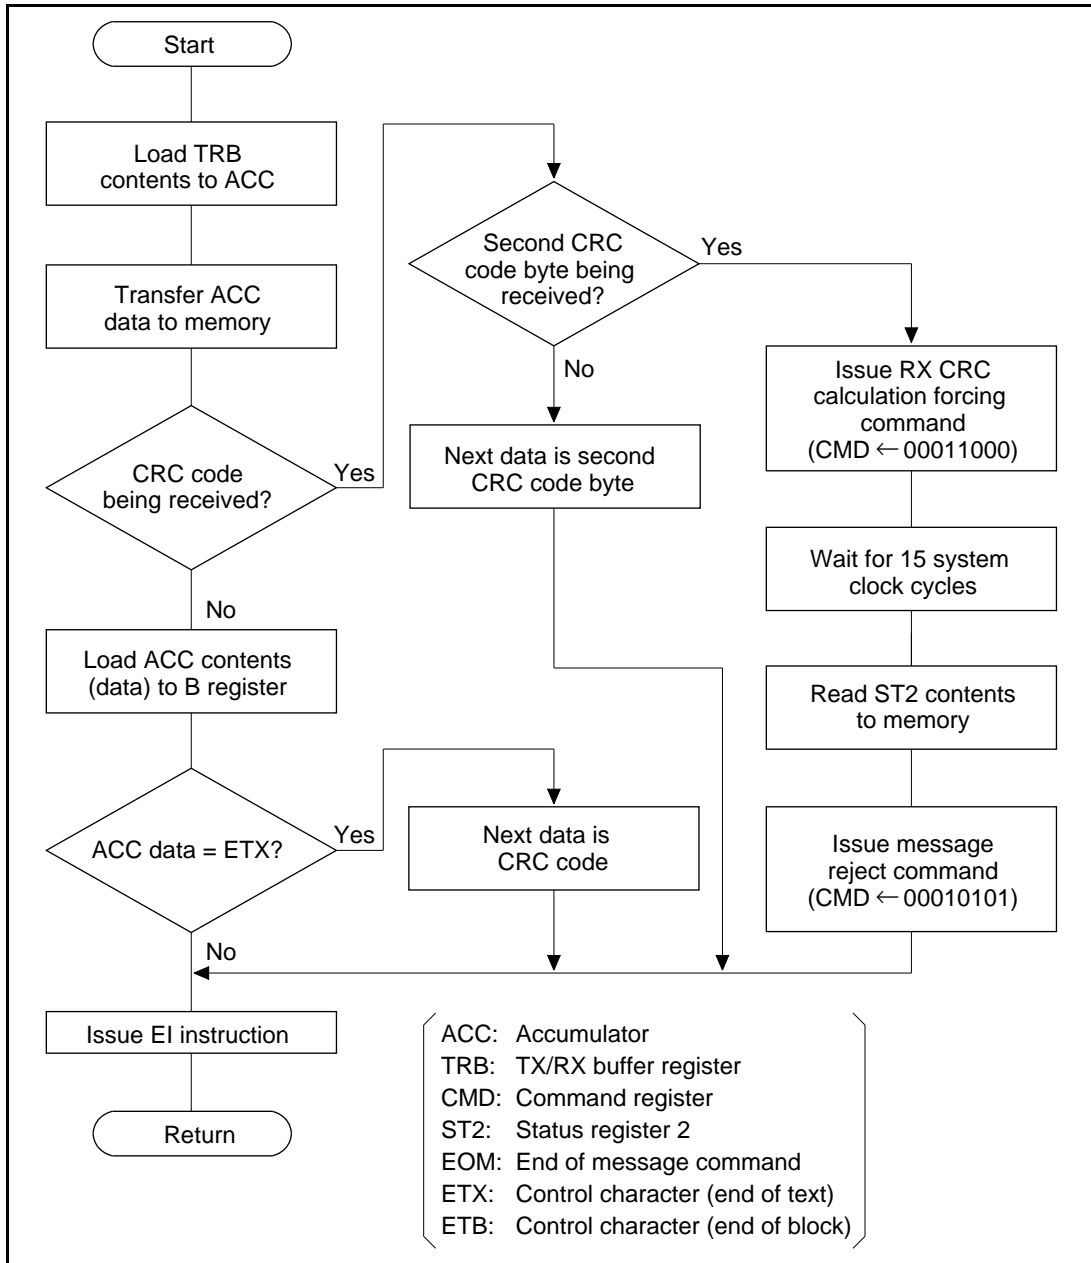 Start
Load TRB
contents to ACC
Transfer ACC
data to memory
CRC code
being received?
Yes
No
Load ACC contents
(data) to B register
ACC data = ETX?
Yes
No
Issue EI instruction
Return
Second CRC
code byte being
received?
Yes
No
Next data is second
CRC code byte
Next data is
CRC code
Issue RX CRC
calculation forcing
command
(CMD ← 00011000)
Wait for 15 system
clock cycles
Read ST2 contents
to memory
Issue message
reject command
(CMD ← 00010101)
ACC: Accumulator
TRB: TX/RX buffer register
CMD: Command register
ST2: Status register 2
EOM: End of message command
ETX: Control character (end of text)
ETB: Control character (end of block)